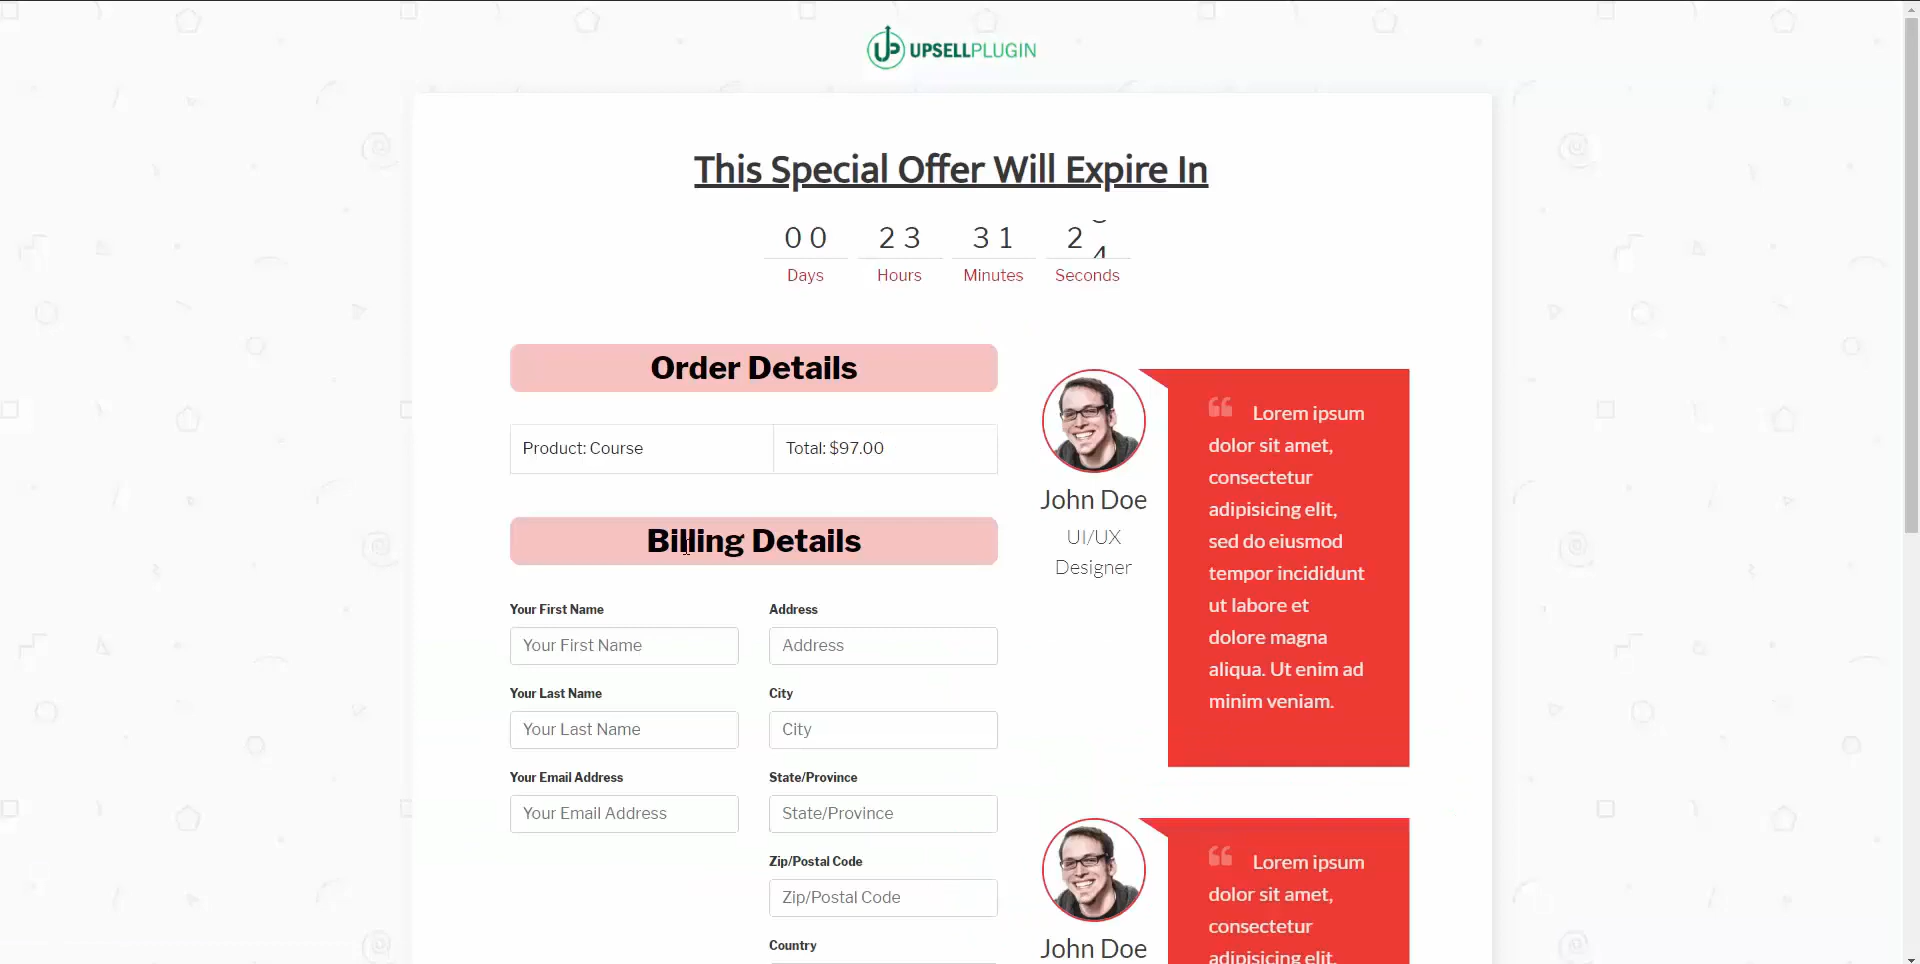 UPSELLPLUGIN
This Special Offer Will Expire In
00 23 31 2
Days Hours Minutes Seconds
Order Details
Product: Course Total: $97.00
Billing Details
Your First Name
Your First Name
Your Last Name
Your Last Name
Your Email Address
Your Email Address
Address
Address
City
City
State/Province
State/Province
Zip/Postal Code
Zip/Postal Code
Country
John Doe
UI/UX
Designer
Lorem ipsum
dolor sit amet,
consectetur
adipisicing elit,
sed do eiusmod
tempor incididunt
ut labore et
dolore magna
aliqua. Ut enim ad
minim veniam.
John Doe
Lorem ipsum
dolor sit amet,
consectetur
adipisicing elit,